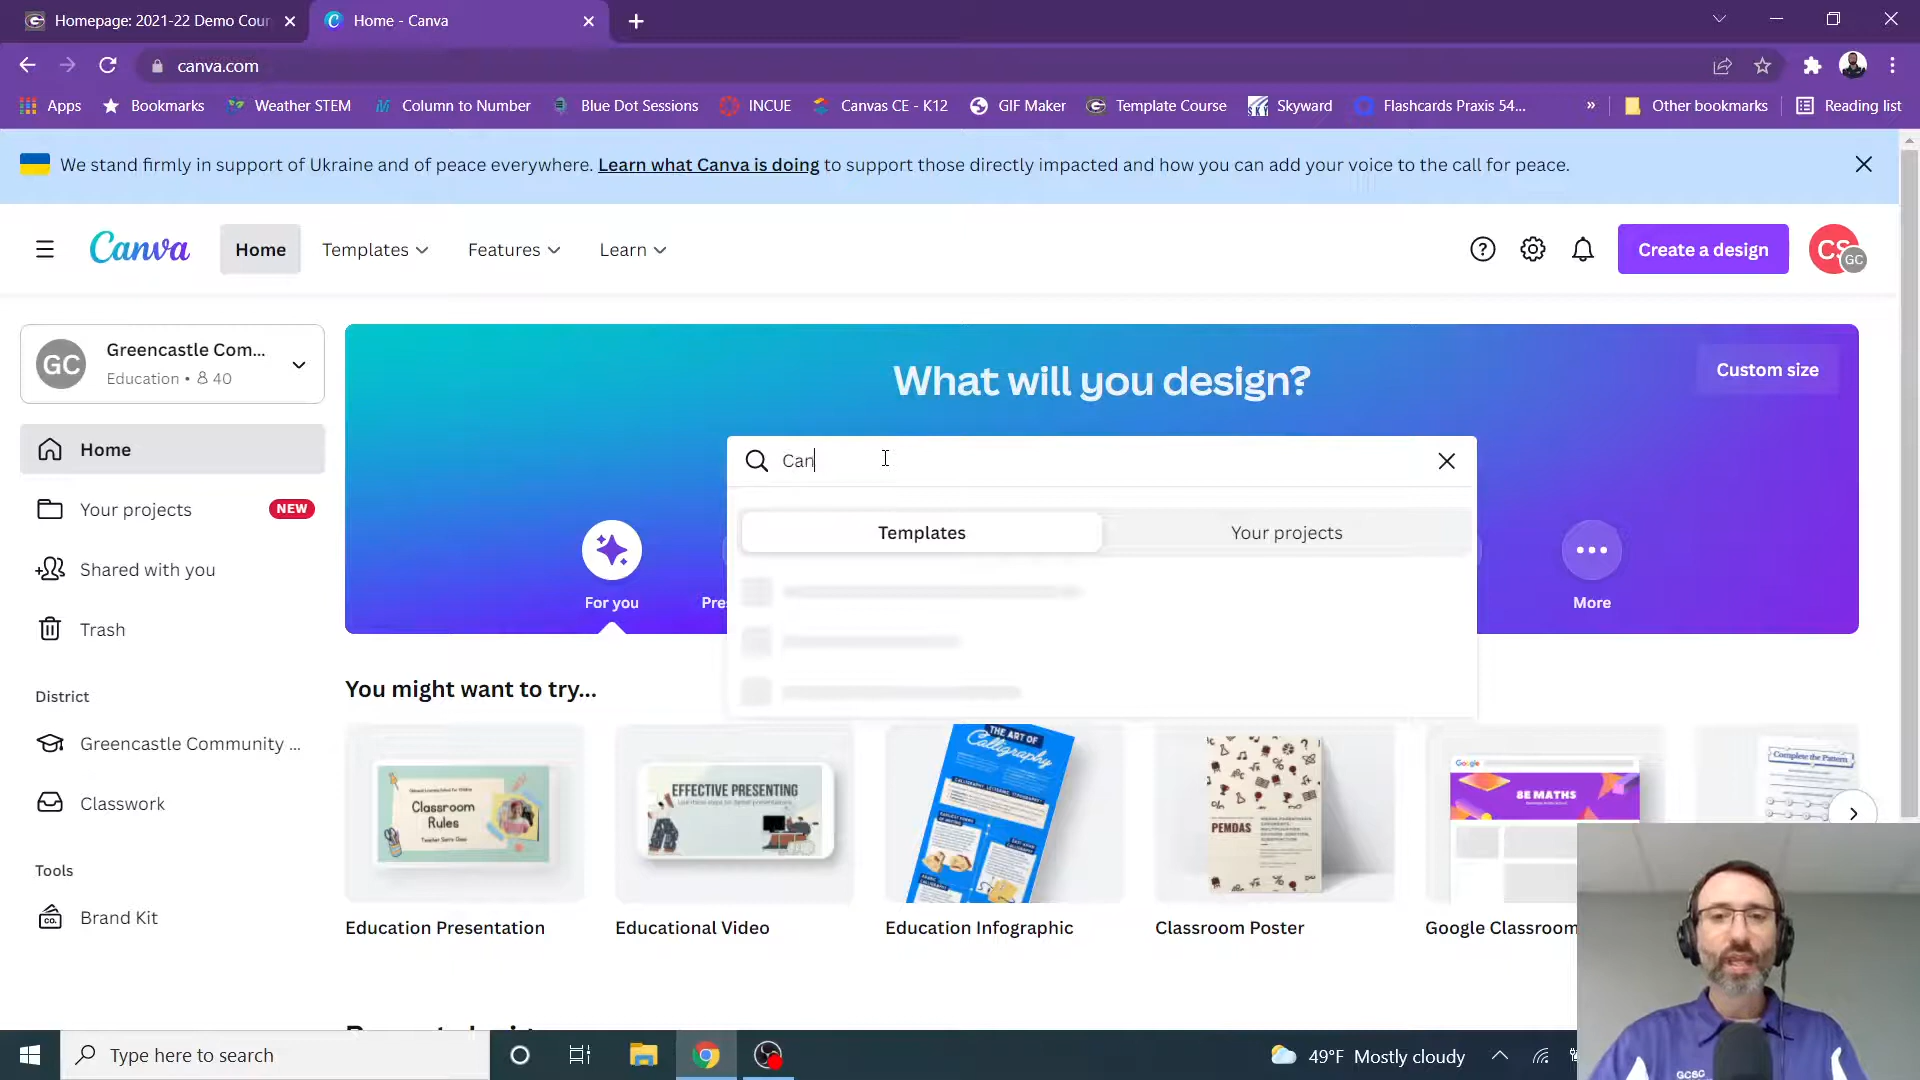 Homepage: 2021-22 Demo Cour
Home - Canva
canva.com
Apps
Bookmarks
Weather STEM
Column to Number
Blue Dot Sessions
INCUE
Canvas CE - K12
GIF Maker
Template Course
Skyward
Flashcards Praxis 54...
»
Other bookmarks
Reading list
We stand firmly in support of Ukraine and of peace everywhere. Learn what Canva is doing to support those directly impacted and how you can add your voice to the call for peace.
Canva
Home
Templates
Features
Learn
Create a design
CS
GC
GC
Greencastle Com...
Education • 40
What will you design?
Custom size
Home
Can
Your projects
NEW
Templates
Your projects
Shared with you
For you
Pres
More
Trash
District
You might want to try...
Greencastle Community ...
Classwork
Tools
Brand Kit
Classroom Rules
EFFECTIVE PRESENTING
THE ART OF
Calligraphy
PEMDAS
Google
8E MATHS
Complete the Pattern
Education Presentation
Educational Video
Education Infographic
Classroom Poster
Google Classroom
Type here to search
49°F Mostly cloudy
GCSC